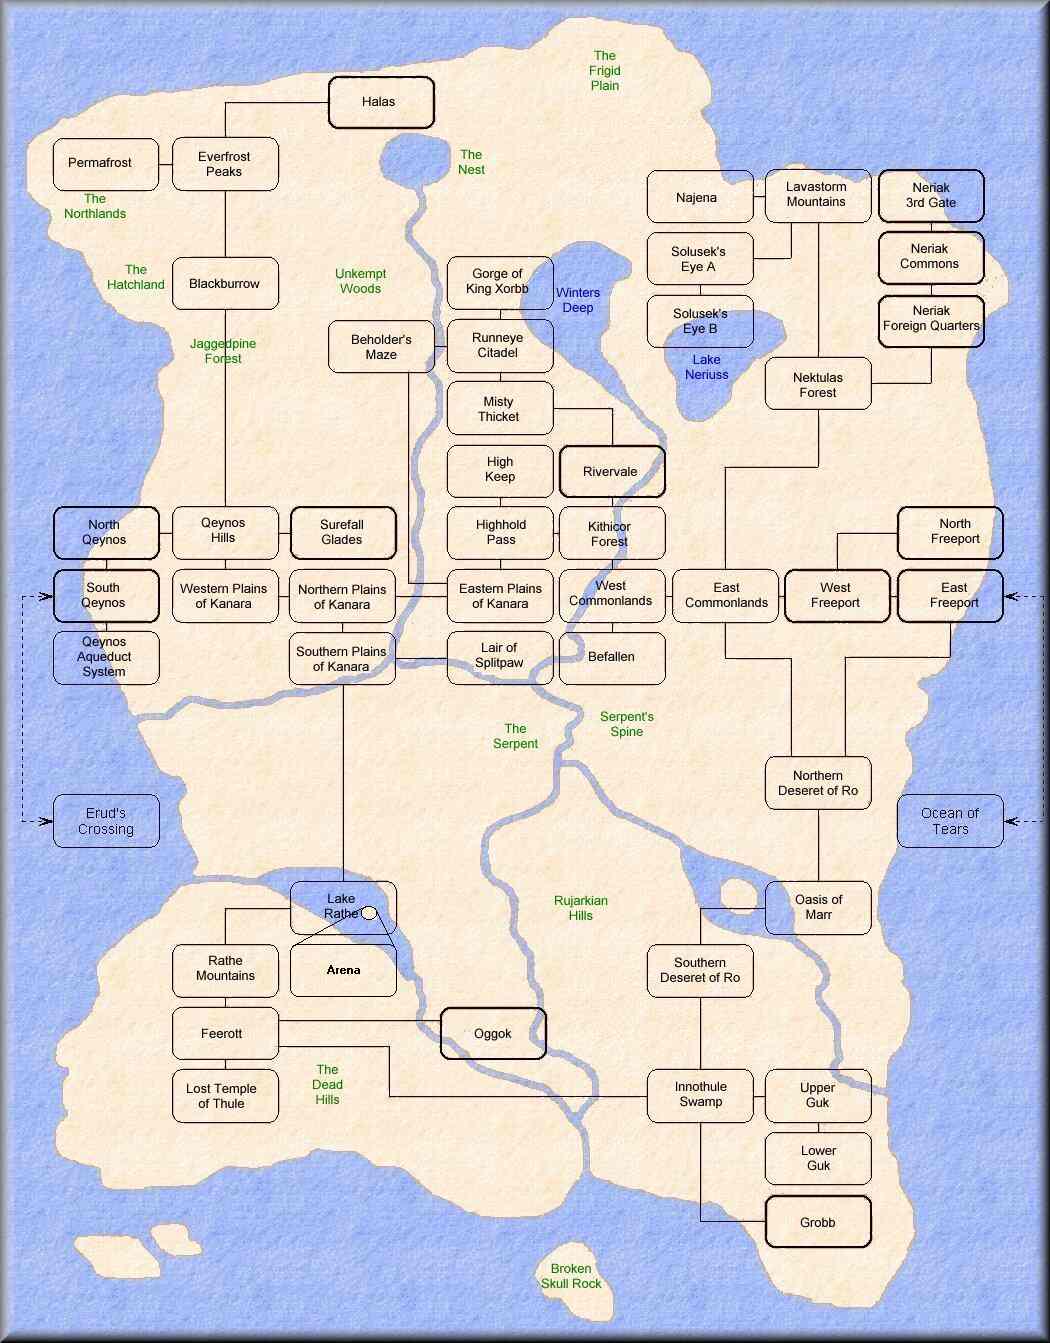 The
Frigid
Plain
Halas
Permafrost
Everfrost
Peaks
The
Nest
The
Northlands
Najena
Lavastorm
Mountains
Neriak
3rd Gate
Solusek's
Eye A
Neriak
Commons
The
Hatchland
Blackburrow
Unkempt
Woods
Gorge of
King Xorbb
Winters
Deep
Solusek's
Eye B
Neriak
Foreign Quarters
Jaggedpine
Forest
Beholder's
Maze
Runneye
Citadel
Lake
Neriuss
Nektulas
Forest
Misty
Thicket
High
Keep
Rivervale
North
Qeynos
Qeynos
Hills
Surefall
Glades
Highhold
Pass
Kithicor
Forest
North
Freeport
South
Qeynos
Western Plains
of Kanara
Northern Plains
of Kanara
Eastern Plains
of Kanara
West
Commonlands
East
Commonlands
West
Freeport
East
Freeport
Qeynos
Aqueduct
System
Southern Plains
of Kanara
Lair of
Splitpaw
Befallen
The
Serpent
Serpent's
Spine
Northern
Deseret of Ro
Erud's
Crossing
Ocean of
Tears
Lake
Rathe
Rujarkian
Hills
Oasis of
Marr
Rathe
Mountains
Arena
Southern
Deseret of Ro
Feerott
Oggok
Lost Temple
of Thule
The
Dead
Hills
Innothule
Swamp
Upper
Guk
Lower
Guk
Grobb
Broken
Skull Rock